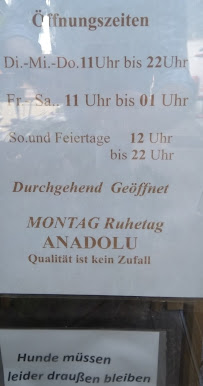 Öffnungszeiten
Di.-Mi.-Do.11Uhr bis 22Uhr
Fr.-Sa.. 11 Uhr bis 01 Uhr
So.und Feiertage 12 Uhr
bis 22 Uhr
Durchgehend Geöffnet
MONTAG Ruhetag
ANADOLU
Qualität ist kein Zufall
Hunde müssen
leider draußen bleiben